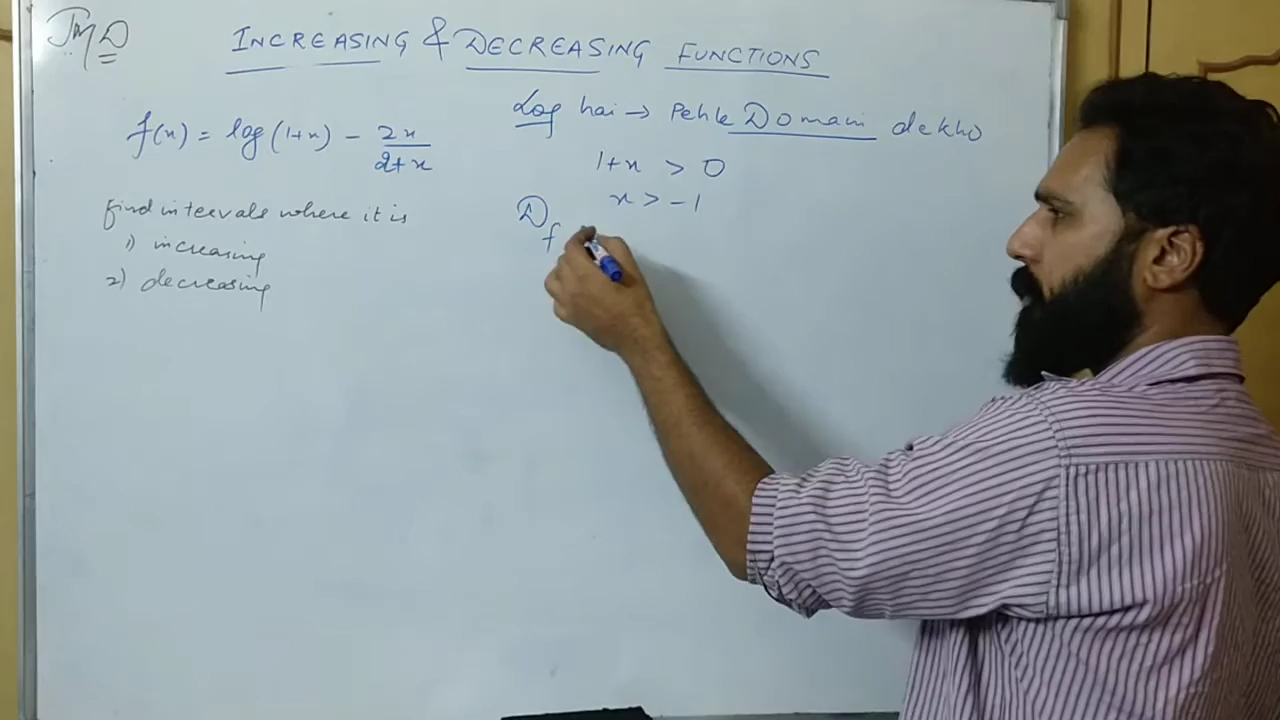 JMD
INCREASING & DECREASING FUNCTIONS
f(x) = log(1+x) - 2x/2+x
find intervals where it is
1) increasing
2) decreasing
Log hai → Pehle Domain dekho
1+x > 0
x > -1
D_f